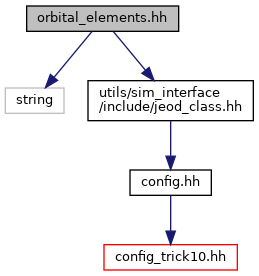 orbital_elements.hh
string
utils/sim_interface
/include/jeod_class.hh
config.hh
config_trick10.hh